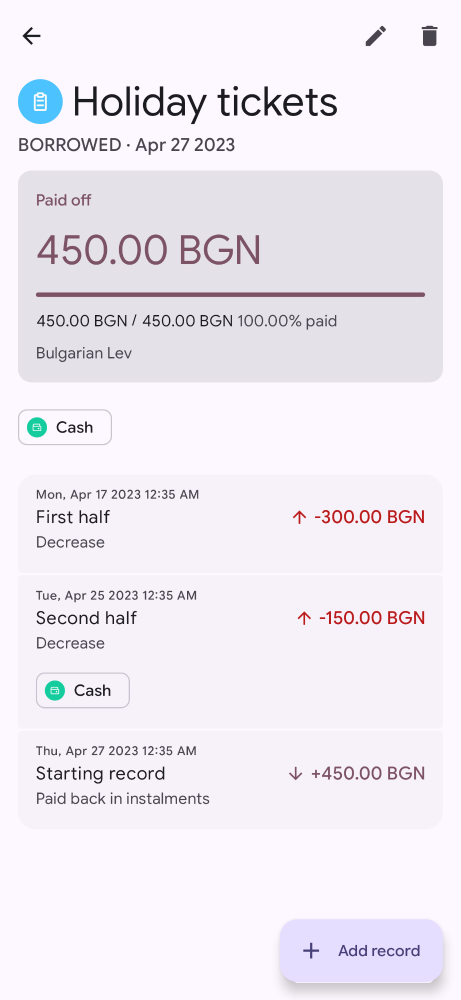 Holiday tickets
BORROWED · Apr 27 2023
Paid off
450.00 BGN
450.00 BGN / 450.00 BGN 100.00% paid
Bulgarian Lev
Cash
Mon, Apr 17 2023 12:35 AM
First half
-300.00 BGN
Decrease
Tue, Apr 25 2023 12:35 AM
Second half
-150.00 BGN
Decrease
Cash
Thu, Apr 27 2023 12:35 AM
Starting record
+450.00 BGN
Paid back in instalments
Add record